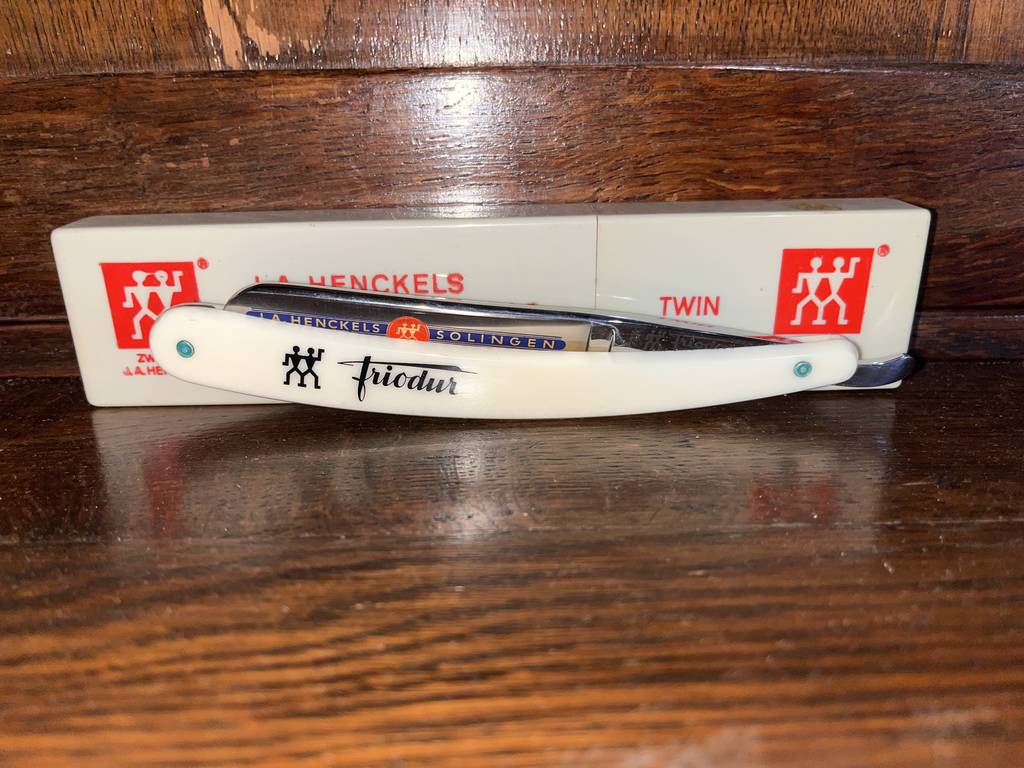 J.A. HENCKELS
TWIN
J.A. HENCKELS SOLINGEN
friodur